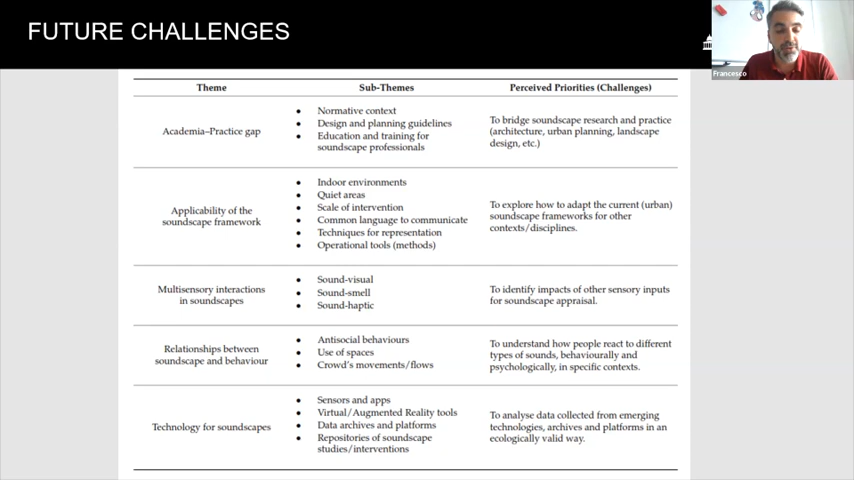 FUTURE CHALLENGES
Francesco
Theme
Sub-Themes
Perceived Priorities (Challenges)
Academia–Practice gap
• Normative context
• Design and planning guidelines
• Education and training for
soundscape professionals
To bridge soundscape research and practice
(architecture, urban planning, landscape
design, etc.)
Applicability of the
soundscape framework
• Indoor environments
• Quiet areas
• Scale of intervention
• Common language to communicate
• Techniques for representation
• Operational tools (methods)
To explore how to adapt the current (urban)
soundscape frameworks for other
contexts/disciplines.
Multisensory interactions
in soundscapes
• Sound-visual
• Sound-smell
• Sound-haptic
To identify impacts of other sensory inputs
for soundscape appraisal.
Relationships between
soundscape and behaviour
• Antisocial behaviours
• Use of spaces
• Crowd's movements/flows
To understand how people react to different
types of sounds, behaviourally and
psychologically, in specific contexts.
Technology for soundscapes
• Sensors and apps
• Virtual/Augmented Reality tools
• Data archives and platforms
• Repositories of soundscape
studies/interventions
To analyse data collected from emerging
technologies, archives and platforms in an
ecologically valid way.